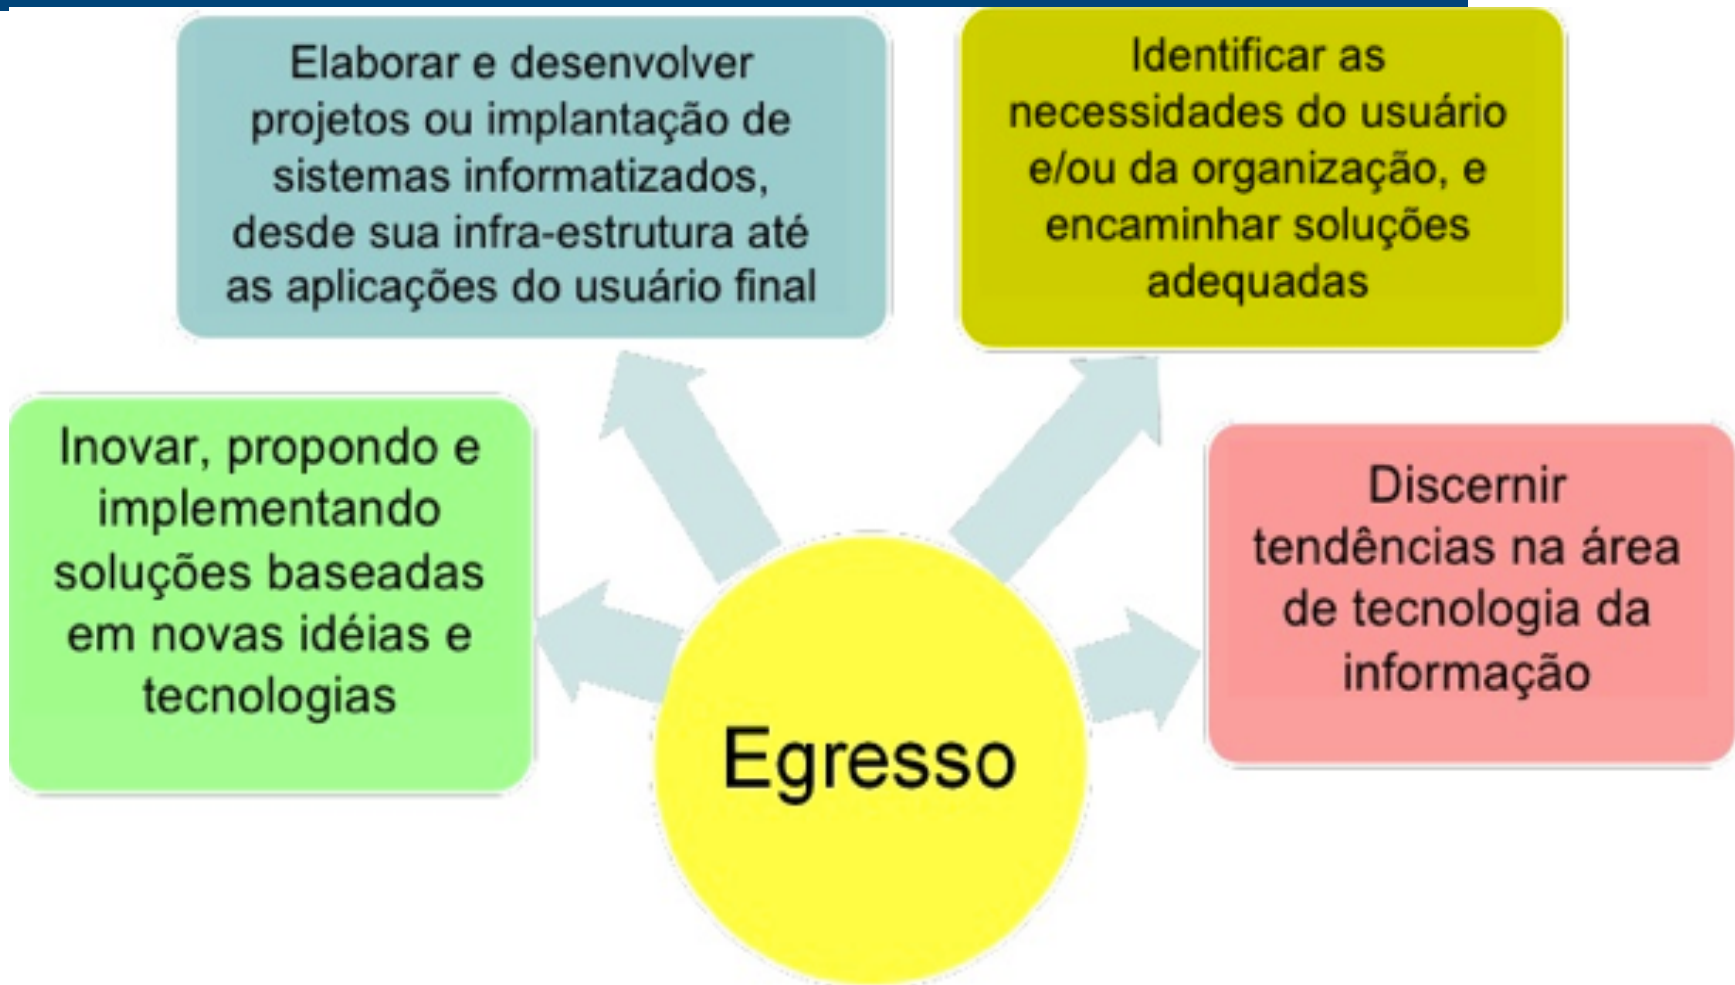 Elaborar e desenvolver
projetos ou implantação de
sistemas informatizados,
desde sua infra-estrutura até
as aplicações do usuário final
Identificar as
necessidades do usuário
e/ou da organização, e
encaminhar soluções
adequadas
Inovar, propondo e
implementando
soluções baseadas
em novas idéias e
tecnologias
Discernir
tendências na área
de tecnologia da
informação
Egresso